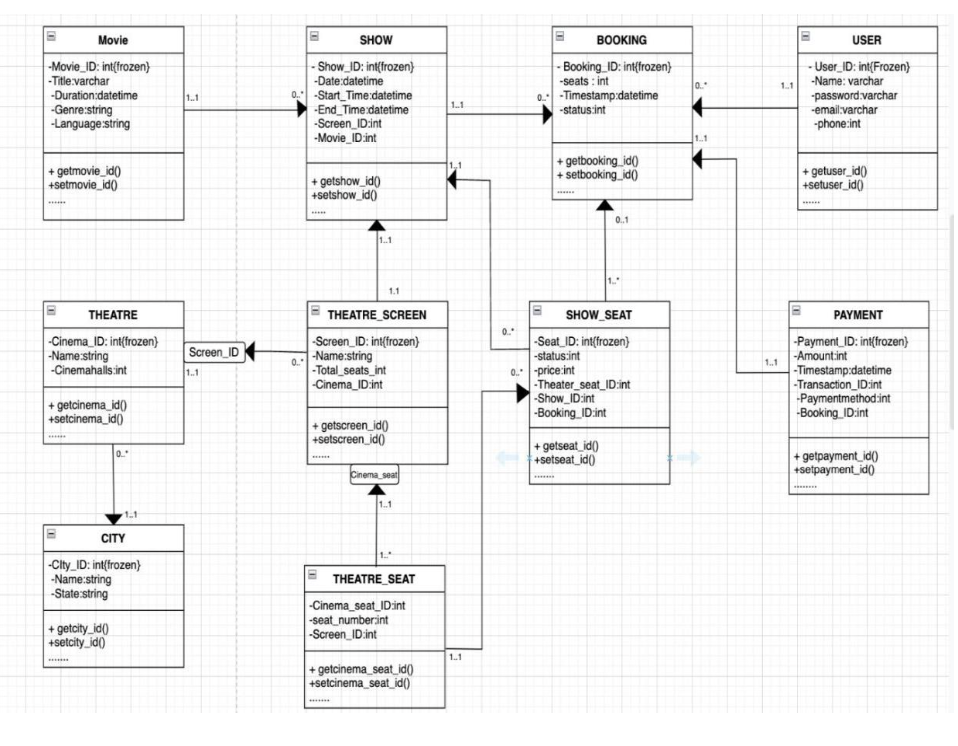 Movie
-Movie_ID: int{frozen}
-Title:varchar
-Duration:datetime
-Genre:string
-Language:string
+ getmovie_id()
+setmovie_id()
......
1..1
0..*
SHOW
- Show_ID: int{frozen}
-Date:datetime
-Start_Time:datetime
-End_Time:datetime
-Screen_ID:int
-Movie_ID:int
+ getshow_id()
+setshow_id()
.....
1..1
0..*
1..1
1..1
BOOKING
- Booking_ID: int{frozen}
-seats : int
-Timestamp:datetime
-status:int
+ getbooking_id()
+ setbooking_id()
......
0..*
1..1
1..1
0..1
USER
- User_ID: int{Frozen}
-Name: varchar
-password:varchar
-email:varchar
-phone:int
+ getuser_id()
+setuser_id()
......
THEATRE
-Cinema_ID: int{frozen}
-Name:string
-Cinemahalls:int
+ getcinema_id()
+setcinema_id()
......
Screen_ID
1..1
0..*
0..*
1..1
THEATRE_SCREEN
-Screen_ID: int{frozen}
-Name:string
-Total_seats_int
-Cinema_ID:int
+ getscreen_id()
+setscreen_id()
......
Cinema_seat
1..1
1..*
1..*
SHOW_SEAT
-Seat_ID: int{frozen}
-status:int
-price:int
-Theater_seat_ID:int
-Show_ID:int
-Booking_ID:int
+ getseat_id()
+setseat_id()
.......
0..*
0..*
1..1
PAYMENT
-Payment_ID: int{frozen}
-Amount:int
-Timestamp:datetime
-Transaction_ID:int
-Paymentmethod:int
-Booking_ID:int
+ getpayment_id()
+setpayment_id()
........
1..1
CITY
-CIty_ID: int{frozen}
-Name:string
-State:string
+ getcity_id()
+setcity_id()
.......
THEATRE_SEAT
-Cinema_seat_ID:int
-seat_number:int
-Screen_ID:int
+ getcinema_seat_id()
+setcinema_seat_id()
.......
1..1